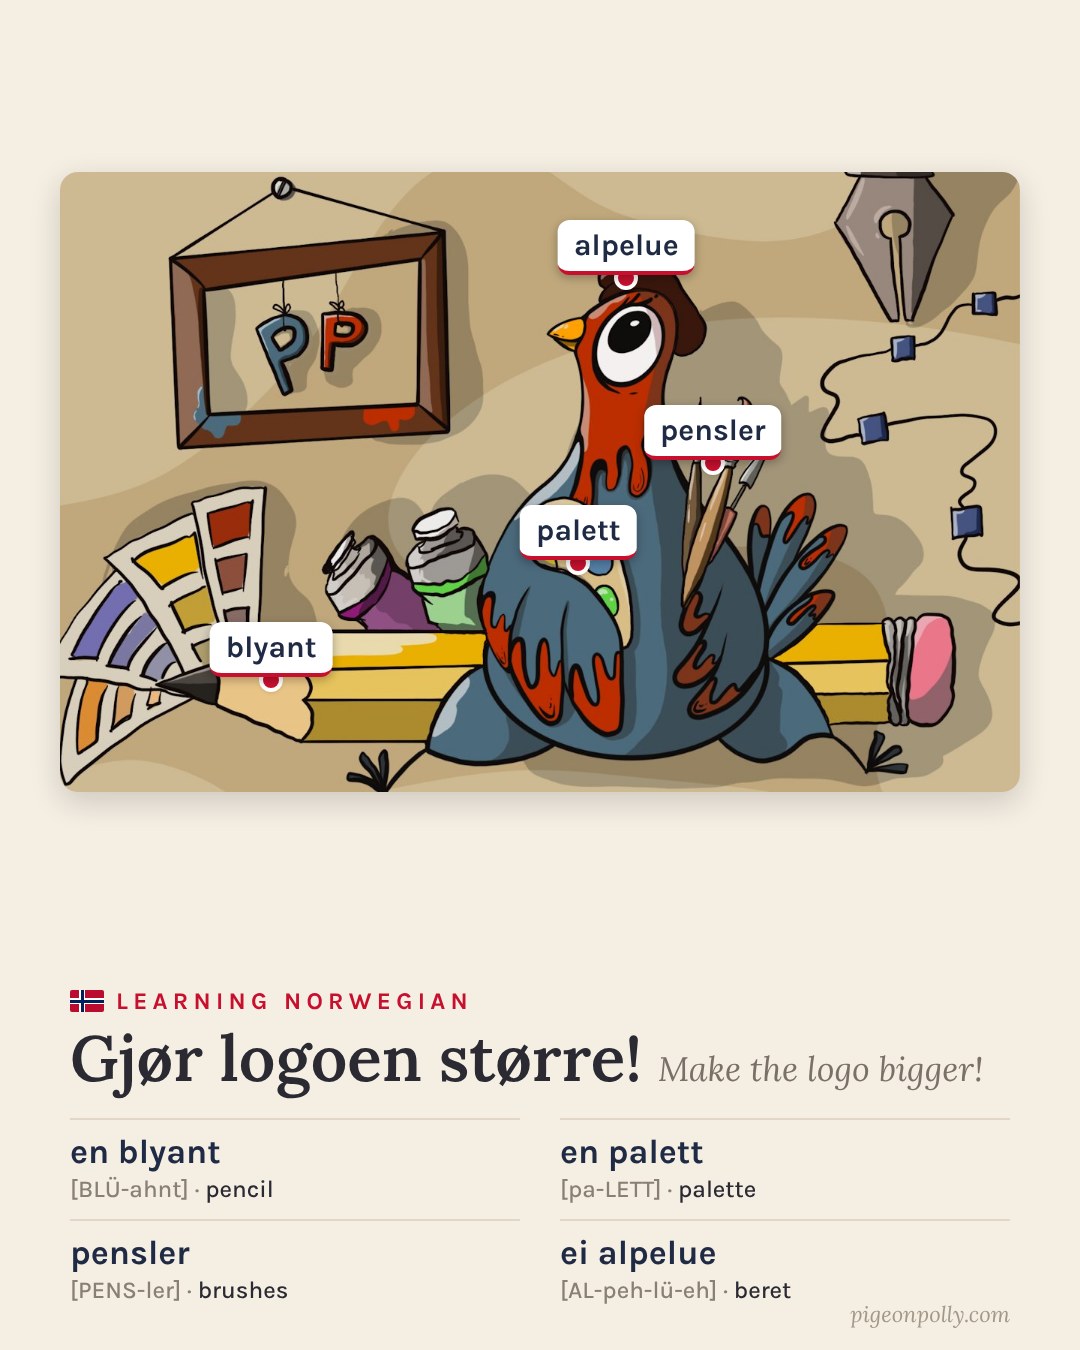 P P
alpelue
pensler
palett
blyant
LEARNING NORWEGIAN
Gjør logoen større! Make the logo bigger!
en blyant
[BLÜ-ahnt] · pencil
en palett
[pa-LETT] · palette
pensler
[PENS-ler] · brushes
ei alpelue
[AL-peh-lü-eh] · beret
pigeonpolly.com